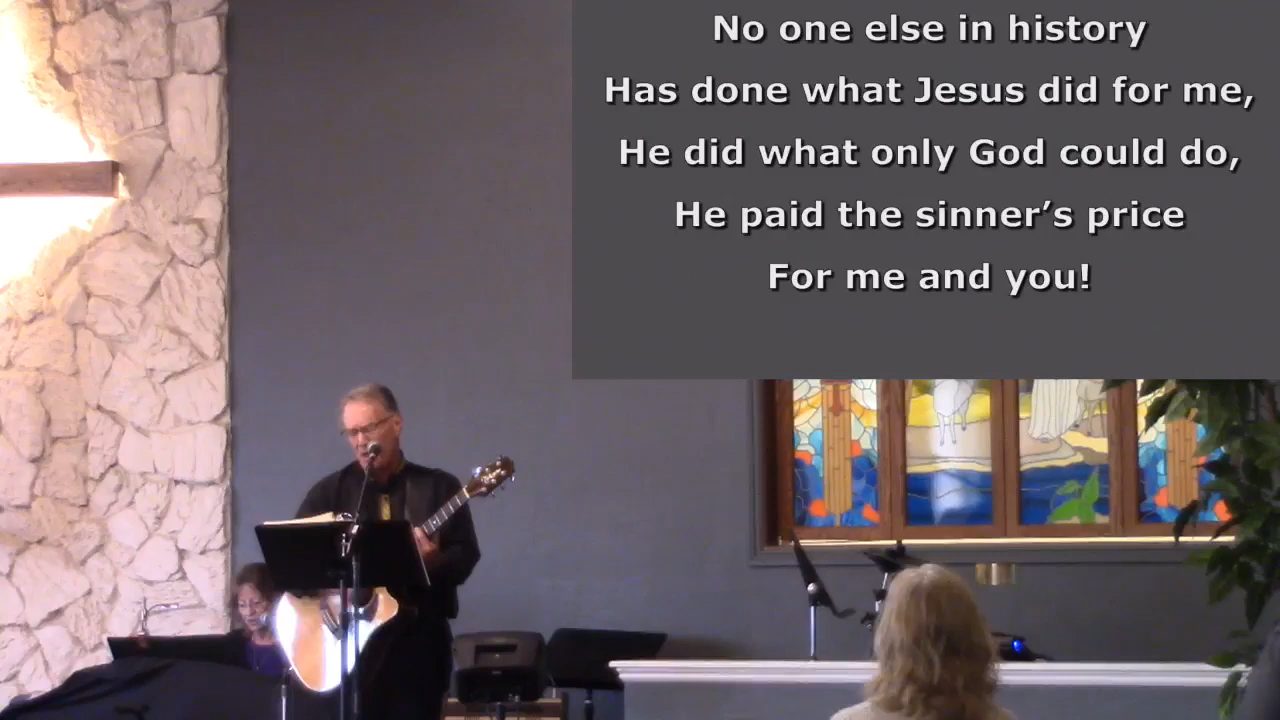 No one else in history
Has done what Jesus did for me,
He did what only God could do,
He paid the sinner’s price
For me and you!